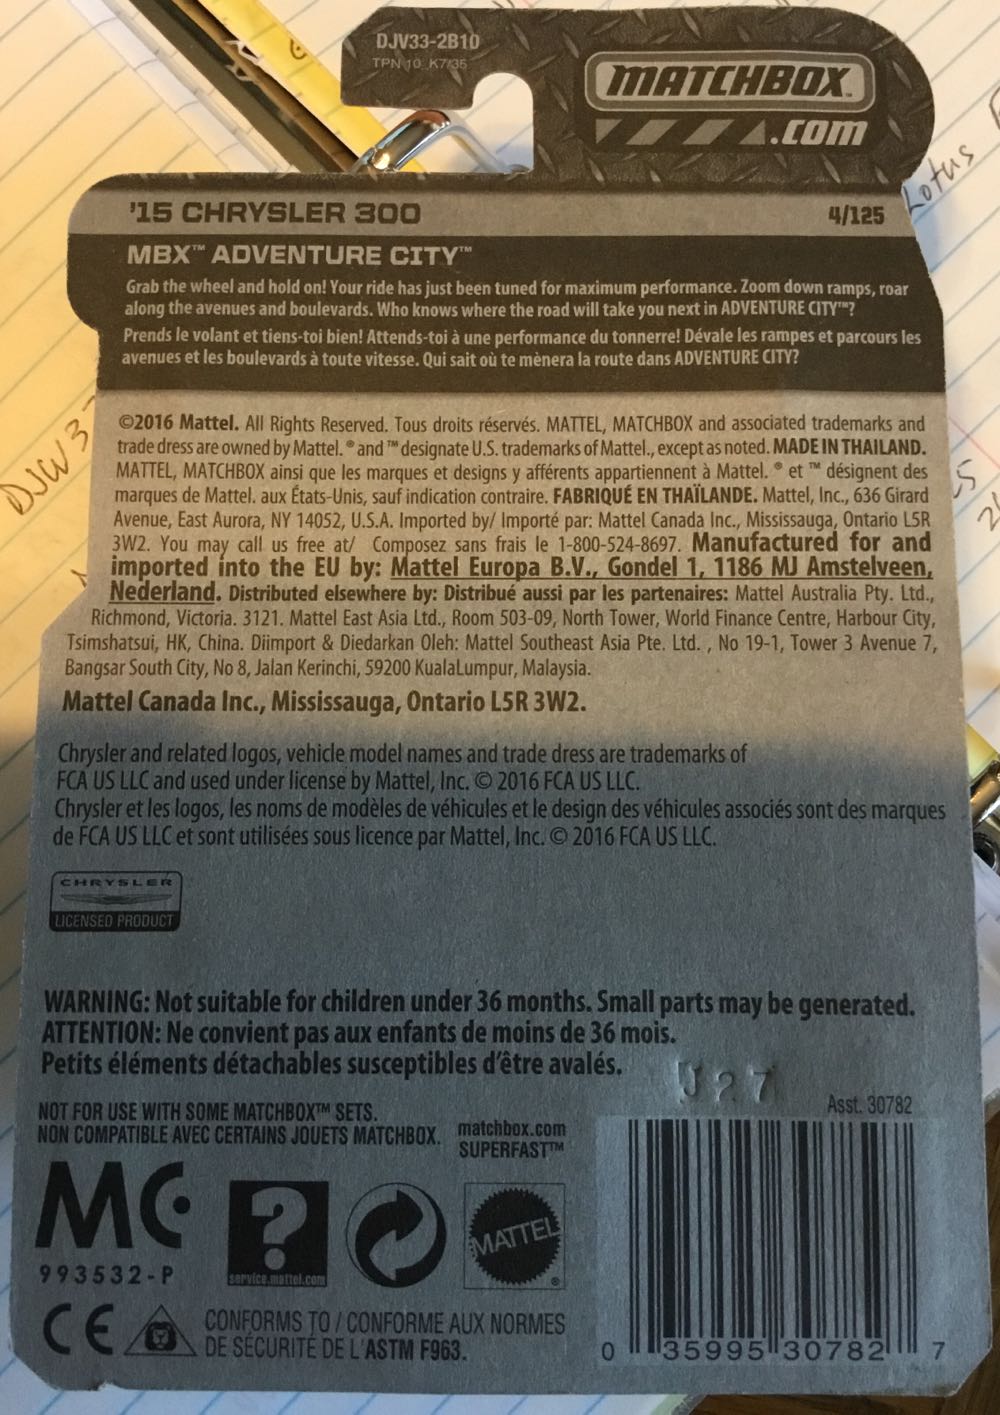 DJV33-2B10
TPN 10 K7/35
MATCHBOX
.com
'15 CHRYSLER 300 4/125
MBX™ ADVENTURE CITY™
Grab the wheel and hold on! Your ride has just been tuned for maximum performance. Zoom down ramps, roar
along the avenues and boulevards. Who knows where the road will take you next in ADVENTURE CITY™?
Prends le volant et tiens-toi bien! Attends-toi à une performance du tonnerre! Dévale les rampes et parcours les
avenues et les boulevards à toute vitesse. Qui sait où te mènera la route dans ADVENTURE CITY?
©2016 Mattel. All Rights Reserved. Tous droits réservés. MATTEL, MATCHBOX and associated trademarks and
trade dress are owned by Mattel. ® and ™ designate U.S. trademarks of Mattel., except as noted. MADE IN THAILAND.
MATTEL, MATCHBOX ainsi que les marques et designs y afférents appartiennent à Mattel. ® et ™ désignent des
marques de Mattel. aux États-Unis, sauf indication contraire. FABRIQUÉ EN THAÏLANDE. Mattel, Inc., 636 Girard
Avenue, East Aurora, NY 14052, U.S.A. Imported by/ Importé par: Mattel Canada Inc., Mississauga, Ontario L5R
3W2. You may call us free at/ Composez sans frais le 1-800-524-8697. Manufactured for and
imported into the EU by: Mattel Europa B.V., Gondel 1, 1186 MJ Amstelveen,
Nederland. Distributed elsewhere by: Distribué aussi par les partenaires: Mattel Australia Pty. Ltd.,
Richmond, Victoria. 3121. Mattel East Asia Ltd., Room 503-09, North Tower, World Finance Centre, Harbour City,
Tsimshatsui, HK, China. Diimport & Diedarkan Oleh: Mattel Southeast Asia Pte. Ltd. , No 19-1, Tower 3 Avenue 7,
Bangsar South City, No 8, Jalan Kerinchi, 59200 KualaLumpur, Malaysia.
Mattel Canada Inc., Mississauga, Ontario L5R 3W2.
Chrysler and related logos, vehicle model names and trade dress are trademarks of
FCA US LLC and used under license by Mattel, Inc. © 2016 FCA US LLC.
Chrysler et les logos, les noms de modèles de véhicules et le design des véhicules associés sont des marques
de FCA US LLC et sont utilisées sous licence par Mattel, Inc. © 2016 FCA US LLC.
CHRYSLER
LICENSED PRODUCT
WARNING: Not suitable for children under 36 months. Small parts may be generated.
ATTENTION: Ne convient pas aux enfants de moins de 36 mois.
Petits éléments détachables susceptibles d'être avalés.
J27
Asst. 30782
NOT FOR USE WITH SOME MATCHBOX™ SETS.
NON COMPATIBLE AVEC CERTAINS JOUETS MATCHBOX.
matchbox.com
SUPERFAST™
MC
993532-P
?
service.mattel.com
MATTEL
®
CE
CONFORMS TO / CONFORME AUX NORMES
DE SÉCURITÉ DE L'ASTM F963.
0 35995 30782 7
Lotus
DJW37